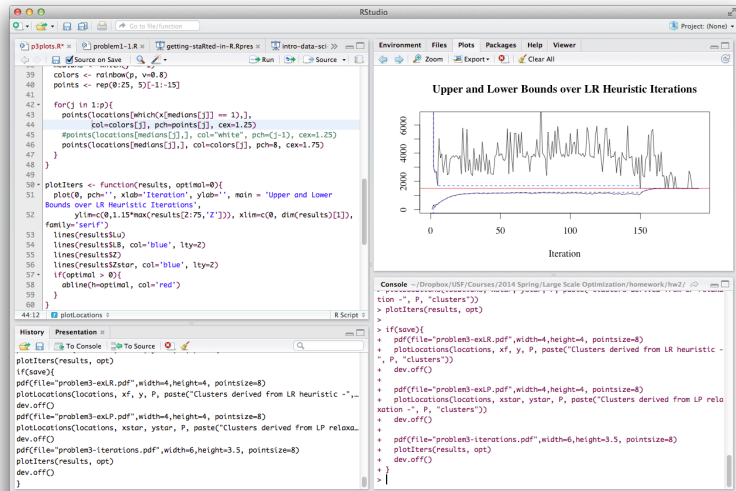 RStudio
Go to file/function
Project: (None)
p3plots.R* × problem1-1.R × getting-staRted-in-R.Rpres × intro-data-sci
Source on Save Run Source
39 colors <- rainbow(p, v=0.8)
40 points <- rep(0:25, 5)[-1:-15]
41
42 for(j in 1:p){
43 points(locations[which(x[medians[j]] == 1),],
44 col=colors[j], pch=points[j], cex=1.25)
45 #points(locations[medians[j],], col="white", pch=(j-1), cex=1.25)
46 points(locations[medians[j],], col=colors[j], pch=8, cex=1.75)
47 }
48 }
49
50 plotIters <- function(results, optimal=0){
51 plot(0, pch='', xlab='Iteration', ylab='', main = 'Upper and Lower
Bounds over LR Heuristic Iterations',
52 ylim=c(0,1.15*max(results[2:75,'Z'])), xlim=c(0, dim(results)[1]),
family="serif")
53 lines(results$Lu)
54 lines(results$LB, col='blue', lty=2)
55 lines(results$Z)
56 lines(results$Zstar, col='blue', lty=2)
57 if(optimal > 0){
58 abline(h=optimal, col='red')
59 }
60 }
44:12 plotLocations R Script
History Presentation ×
To Console To Source
plotIters(results, opt)
if(save){
pdf(file="problem3-exLR.pdf",width=4,height=4, pointsize=8)
plotLocations(locations, xf, y, P, paste("Clusters derived from LR heuristic -",…
dev.off()
pdf(file="problem3-exLP.pdf",width=4,height=4, pointsize=8)
plotLocations(locations, xstar, ystar, P, paste("Clusters derived from LP relaxa…
dev.off()
pdf(file="problem3-iterations.pdf",width=6,height=3.5, pointsize=8)
plotIters(results, opt)
dev.off()
}
Environment Files Plots Packages Help Viewer
Zoom Export Clear All
Upper and Lower Bounds over LR Heuristic Iterations
0 2000 4000 6000
0 50 100 150
Iteration
Console ~/Dropbox/USF/Courses/2014 Spring/Large Scale Optimization/homework/hw2/
tion -", P, "clusters"))
> plotIters(results, opt)
>
> if(save){
+ pdf(file="problem3-exLR.pdf",width=4,height=4, pointsize=8)
+ plotLocations(locations, xf, y, P, paste("Clusters derived from LR heuristic -
", P, "clusters"))
+ dev.off()
+
+ pdf(file="problem3-exLP.pdf",width=4,height=4, pointsize=8)
+ plotLocations(locations, xstar, ystar, P, paste("Clusters derived from LP rela
xation -", P, "clusters"))
+ dev.off()
+
+ pdf(file="problem3-iterations.pdf",width=6,height=3.5, pointsize=8)
+ plotIters(results, opt)
+ dev.off()
+ }
>